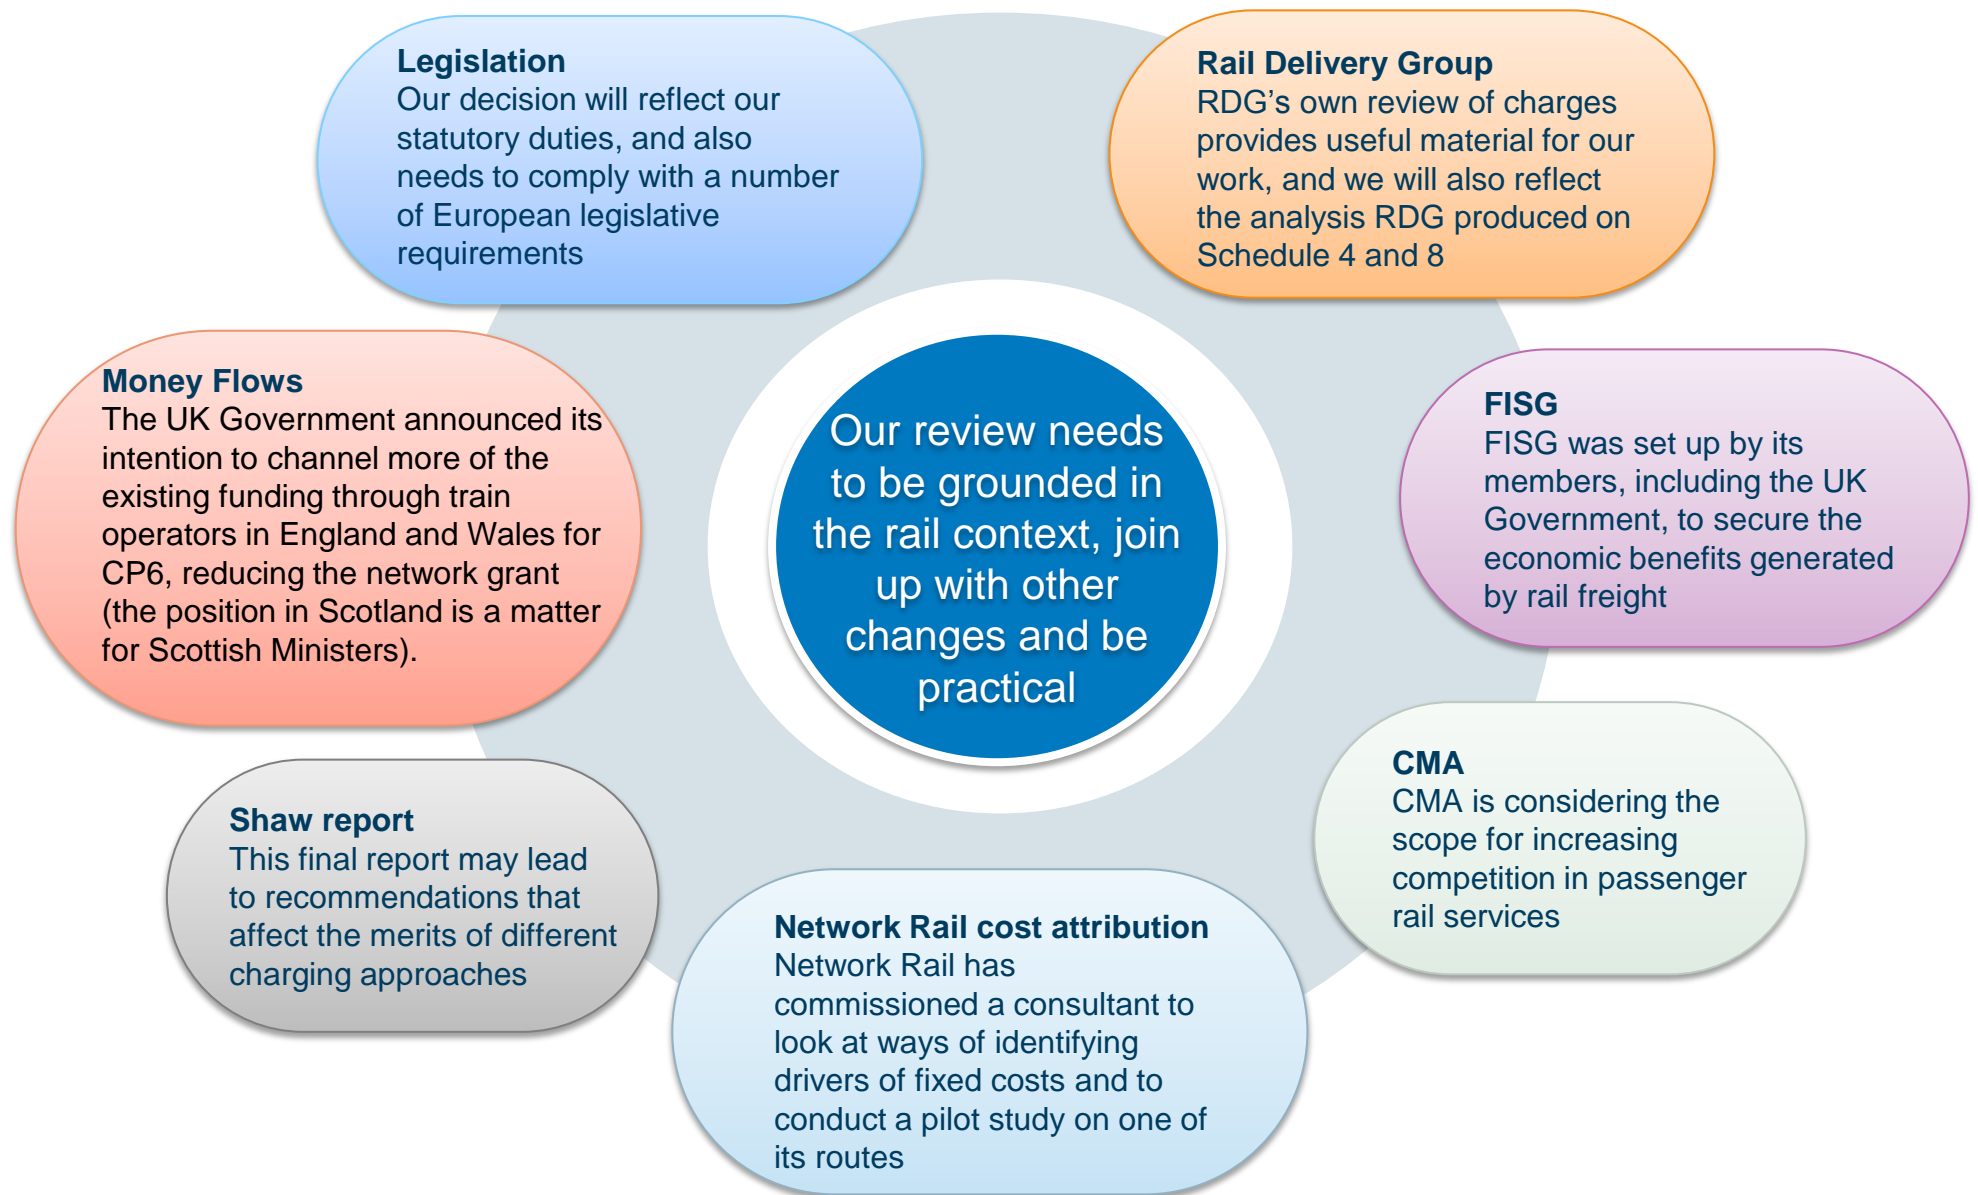 Legislation
Our decision will reflect our
statutory duties, and also
needs to comply with a number
of European legislative
requirements
Rail Delivery Group
RDG’s own review of charges
provides useful material for our
work, and we will also reflect
the analysis RDG produced on
Schedule 4 and 8
Money Flows
The UK Government announced its
intention to channel more of the
existing funding through train
operators in England and Wales for
CP6, reducing the network grant
(the position in Scotland is a matter
for Scottish Ministers).
Our review needs
to be grounded in
the rail context, join
up with other
changes and be
practical
FISG
FISG was set up by its
members, including the UK
Government, to secure the
economic benefits generated
by rail freight
Shaw report
This final report may lead
to recommendations that
affect the merits of different
charging approaches
CMA
CMA is considering the
scope for increasing
competition in passenger
rail services
Network Rail cost attribution
Network Rail has
commissioned a consultant to
look at ways of identifying
drivers of fixed costs and to
conduct a pilot study on one of
its routes